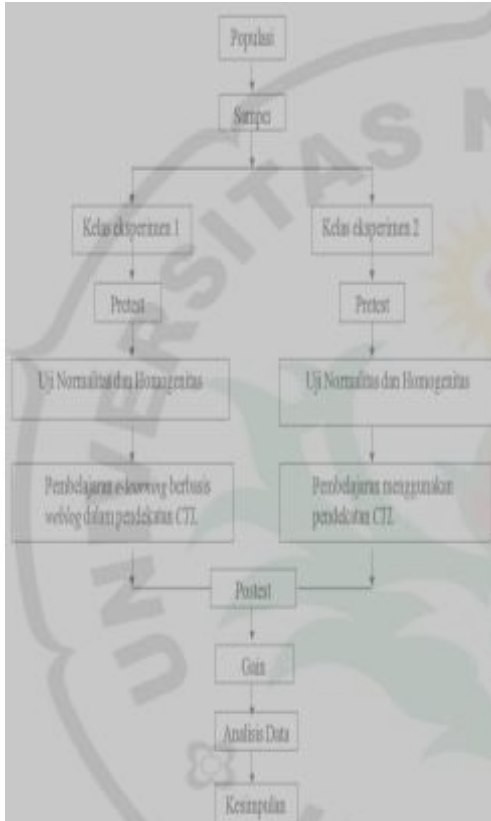 Populasi
Sampel
Kelas eksperimen 1
Kelas eksperimen 2
Pretest
Pretest
Uji Normalitas dan Homogenitas
Uji Normalitas dan Homogenitas
Pembelajaran e-learning berbasis
weblog dalam pendekatan CTL
Pembelajaran menggunakan
pendekatan CTL
Postest
Gain
Analisis Data
Kesimpulan
UNIVERSITAS N